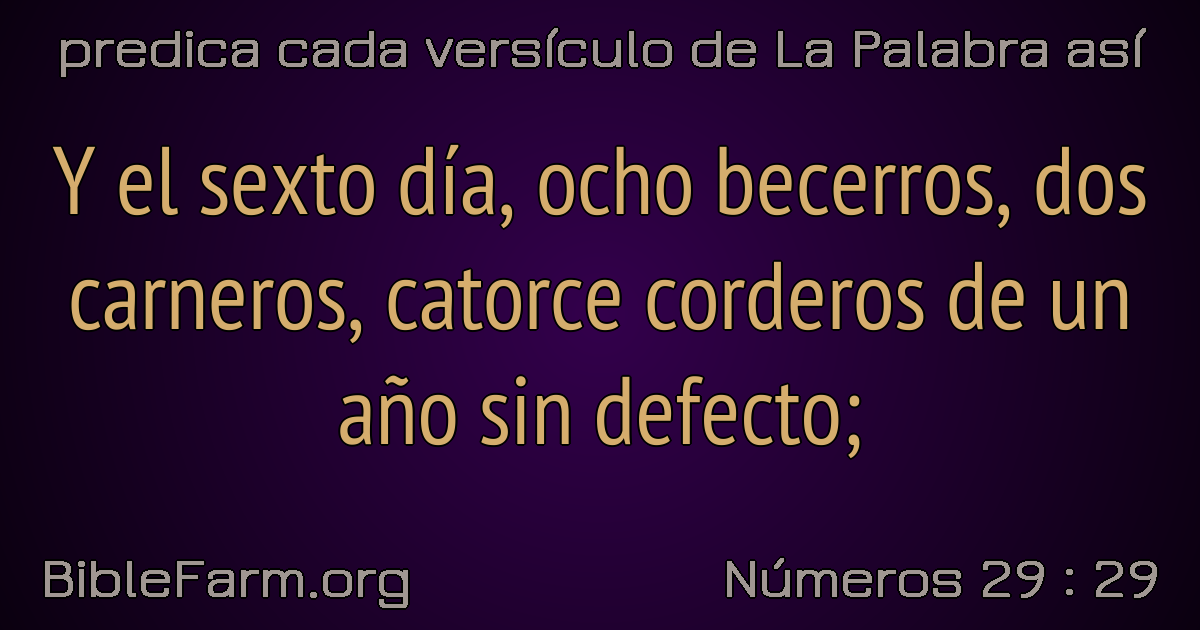 predica cada versículo de La Palabra así
Y el sexto día, ocho becerros, dos
carneros, catorce corderos de un
año sin defecto;
BibleFarm.org
Números 29 : 29